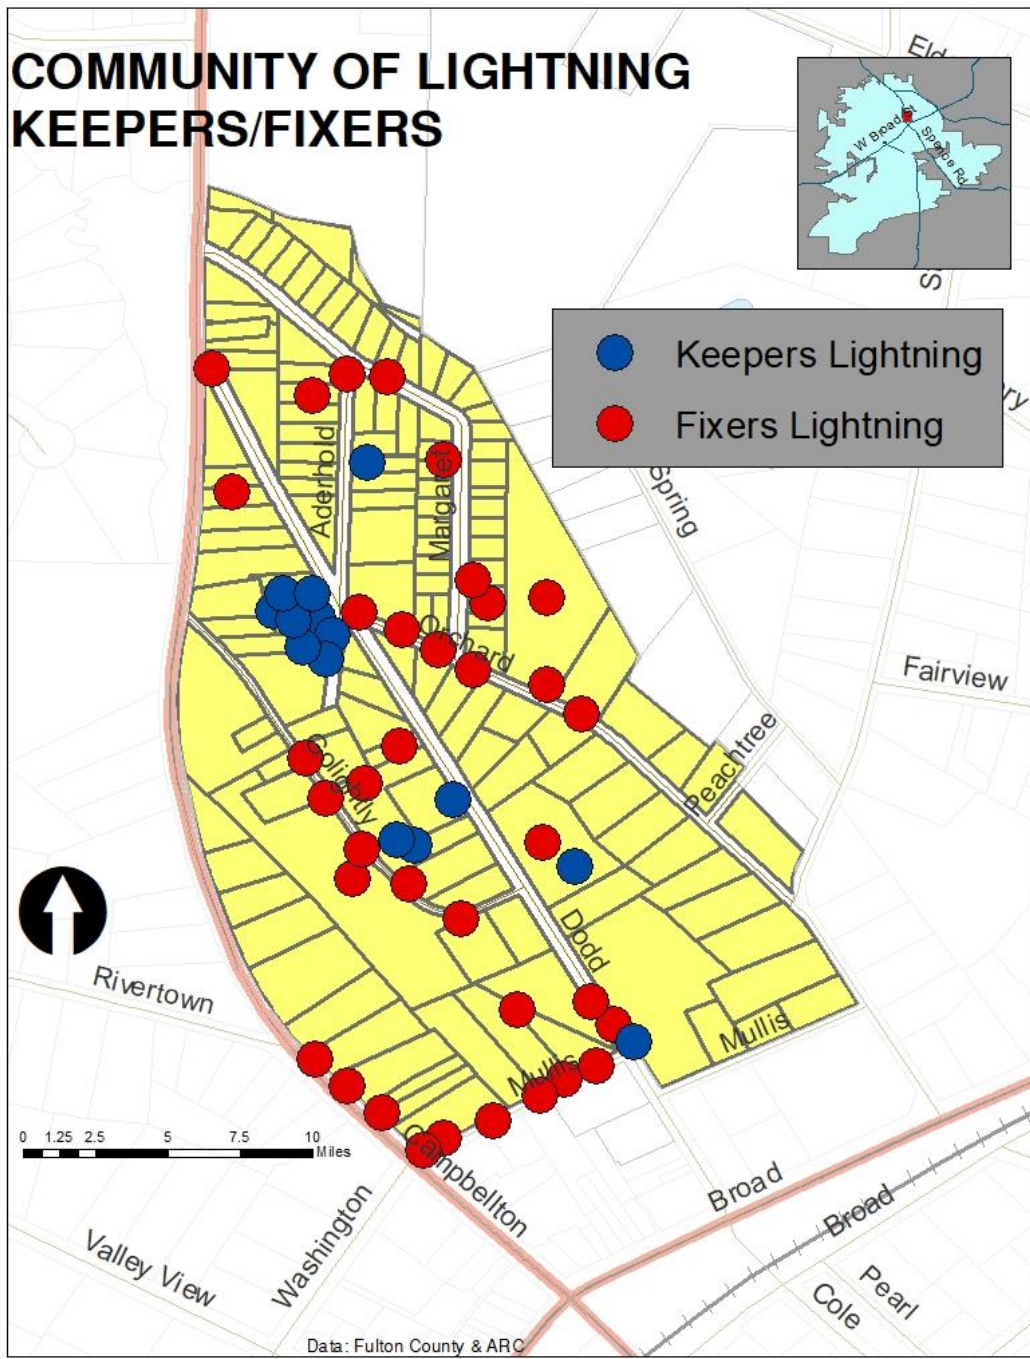 COMMUNITY OF LIGHTNING
KEEPERS/FIXERS
W Broad St
Spence Rd
Keepers Lightning
Fixers Lightning
Spring
Aderhold
Margaret
Orchard
Fairview
Peachtree
Golightly
Dodd
Rivertown
Mullis
Mullis
0 1.25 2.5 5 7.5 10
Miles
Campbellton
Washington
Broad
Broad
Valley View
Pearl
Cole
Data: Fulton County & ARC